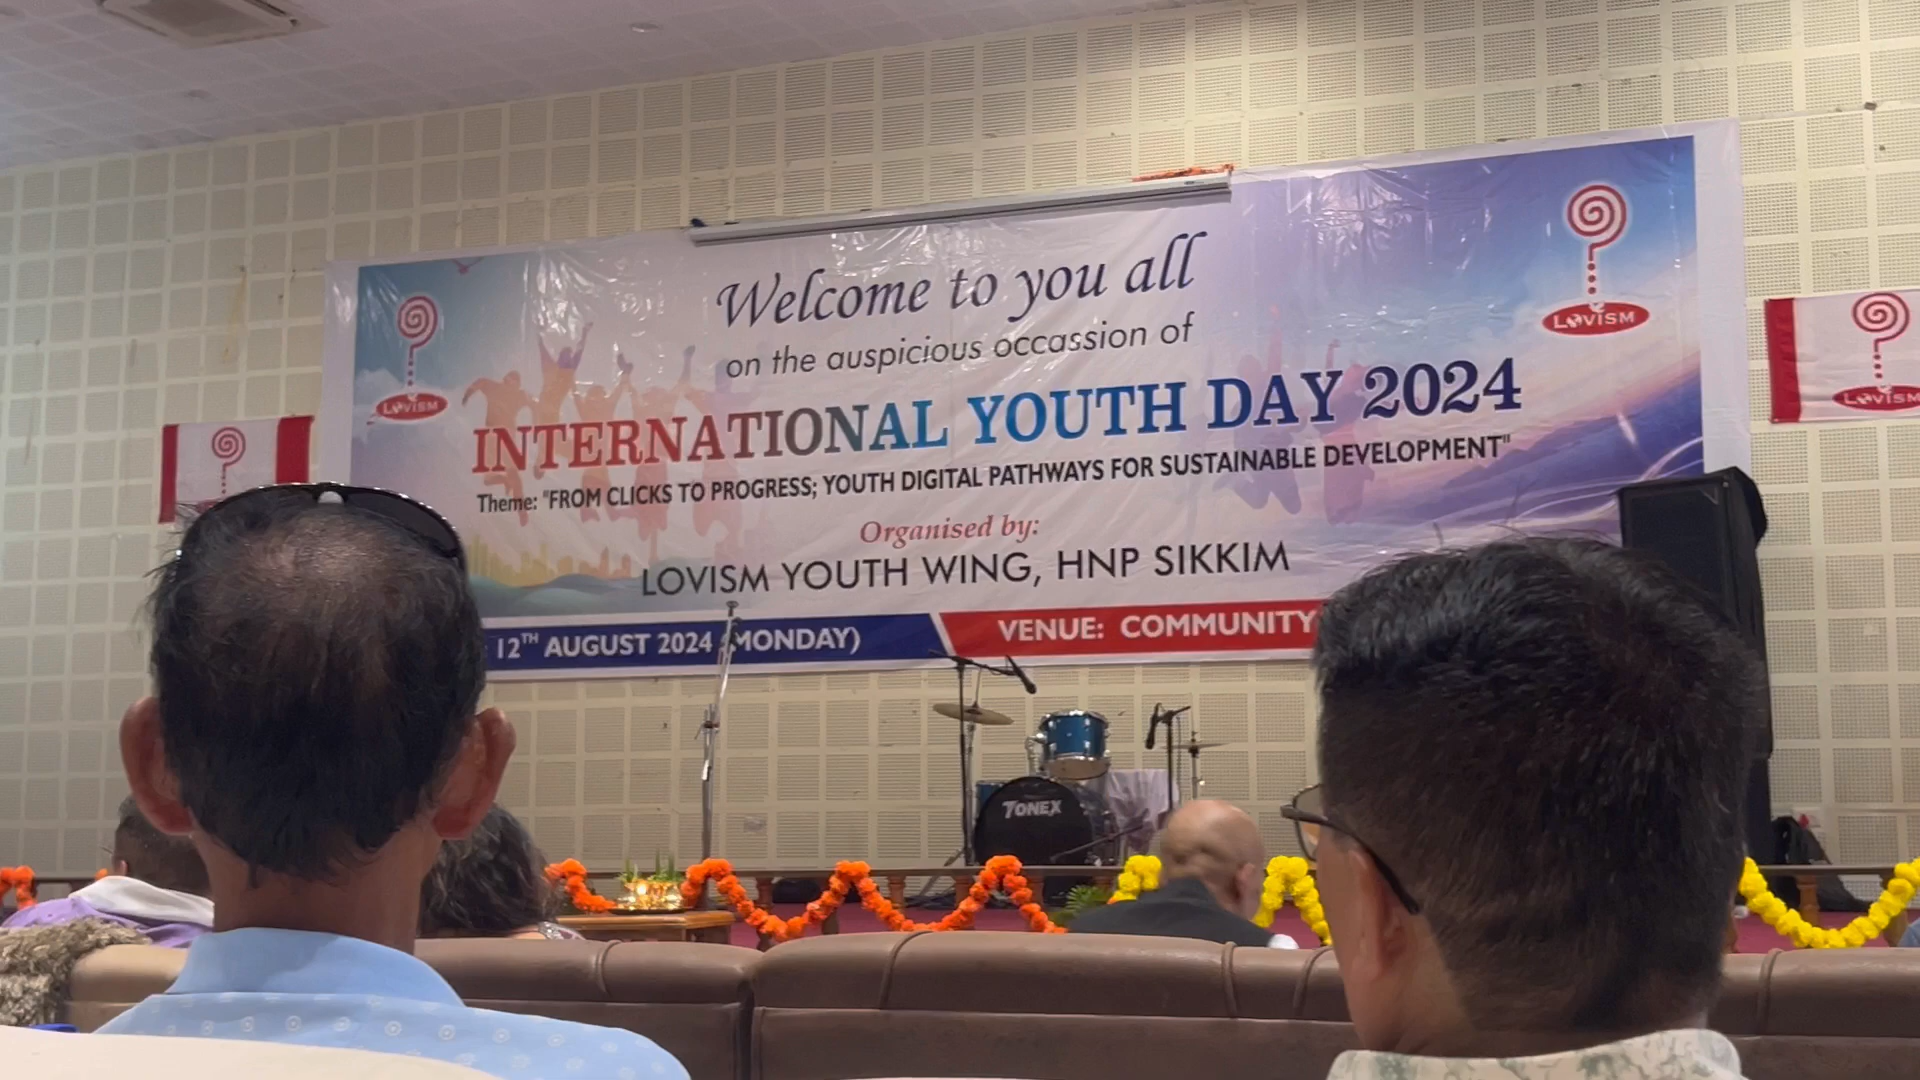 Welcome to you all
on the auspicious occassion of
INTERNATIONAL YOUTH DAY 2024
Theme: "FROM CLICKS TO PROGRESS; YOUTH DIGITAL PATHWAYS FOR SUSTAINABLE DEVELOPMENT"
Organised by:
LOVISM YOUTH WING, HNP SIKKIM
12TH AUGUST 2024 (MONDAY)
VENUE: COMMUNITY
LOVISM
LOVISM
LOVISM
TONEX